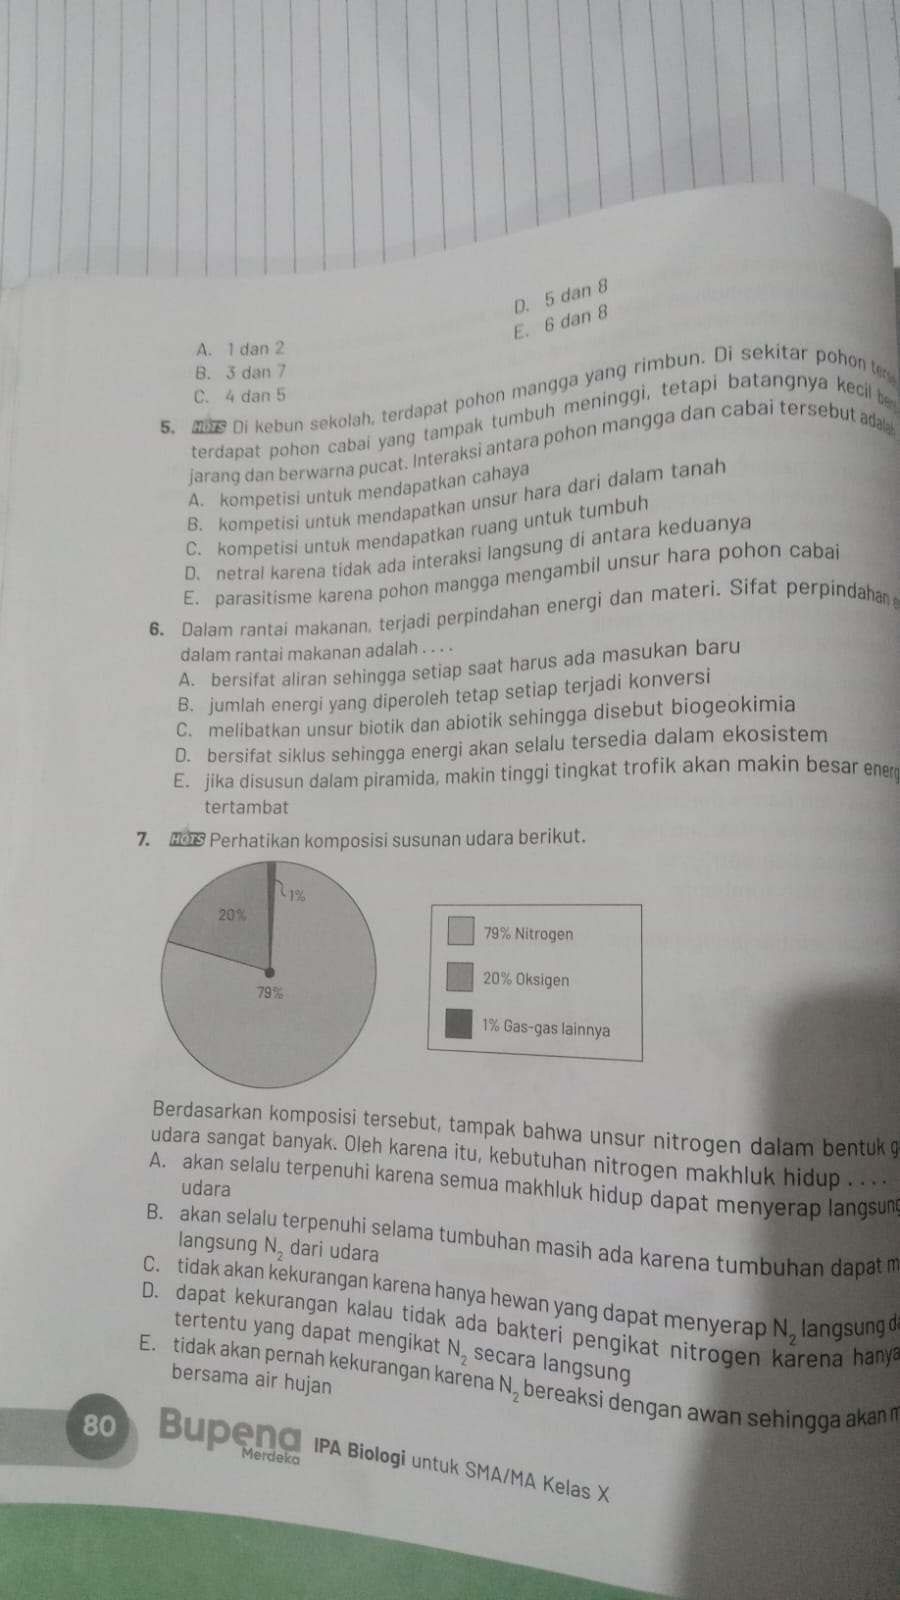 A. 1 dan 2
B. 3 dan 7
C. 4 dan 5
D. 5 dan 8
E. 6 dan 8
5. HOTS Di kebun sekolah, terdapat pohon mangga yang rimbun. Di sekitar pohon
terdapat pohon cabai yang tampak tumbuh meninggi, tetapi batangnya kecil
jarang dan berwarna pucat. Interaksi antara pohon mangga dan cabai tersebut adalah
A. kompetisi untuk mendapatkan cahaya
B. kompetisi untuk mendapatkan unsur hara dari dalam tanah
C. kompetisi untuk mendapatkan ruang untuk tumbuh
D. netral karena tidak ada interaksi langsung di antara keduanya
E. parasitisme karena pohon mangga mengambil unsur hara pohon cabai
6. Dalam rantai makanan, terjadi perpindahan energi dan materi. Sifat perpindahan
dalam rantai makanan adalah . . . .
A. bersifat aliran sehingga setiap saat harus ada masukan baru
B. jumlah energi yang diperoleh tetap setiap terjadi konversi
C. melibatkan unsur biotik dan abiotik sehingga disebut biogeokimia
D. bersifat siklus sehingga energi akan selalu tersedia dalam ekosistem
E. jika disusun dalam piramida, makin tinggi tingkat trofik akan makin besar
tertambat
7. HOTS Perhatikan komposisi susunan udara berikut.
1%
20%
79%
79% Nitrogen
20% Oksigen
1% Gas-gas lainnya
Berdasarkan komposisi tersebut, tampak bahwa unsur nitrogen dalam bentuk
udara sangat banyak. Oleh karena itu, kebutuhan nitrogen makhluk hidup . . . .
A. akan selalu terpenuhi karena semua makhluk hidup dapat menyerap langsung
udara
B. akan selalu terpenuhi selama tumbuhan masih ada karena tumbuhan dapat
langsung N₂ dari udara
C. tidak akan kekurangan karena hanya hewan yang dapat menyerap N₂ langsung
D. dapat kekurangan kalau tidak ada bakteri pengikat nitrogen karena hanya
tertentu yang dapat mengikat N₂ secara langsung
E. tidak akan pernah kekurangan karena N₂ bereaksi dengan awan sehingga akan
bersama air hujan
80 Bupena Merdeka IPA Biologi untuk SMA/MA Kelas X